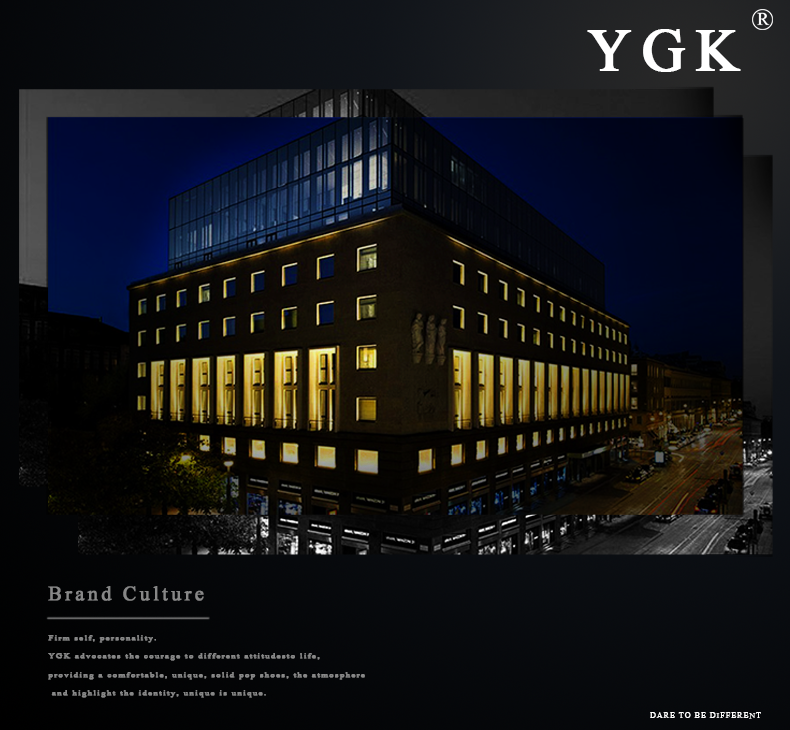 YGK®
Brand Culture
Firm self, personality.
YGK advocates the courage to different attitudesto life,
providing a comfortable, unique, solid pop shoes, the atmosphere
and highlight the identity, unique is unique.
DARE TO BE DIFFERENT